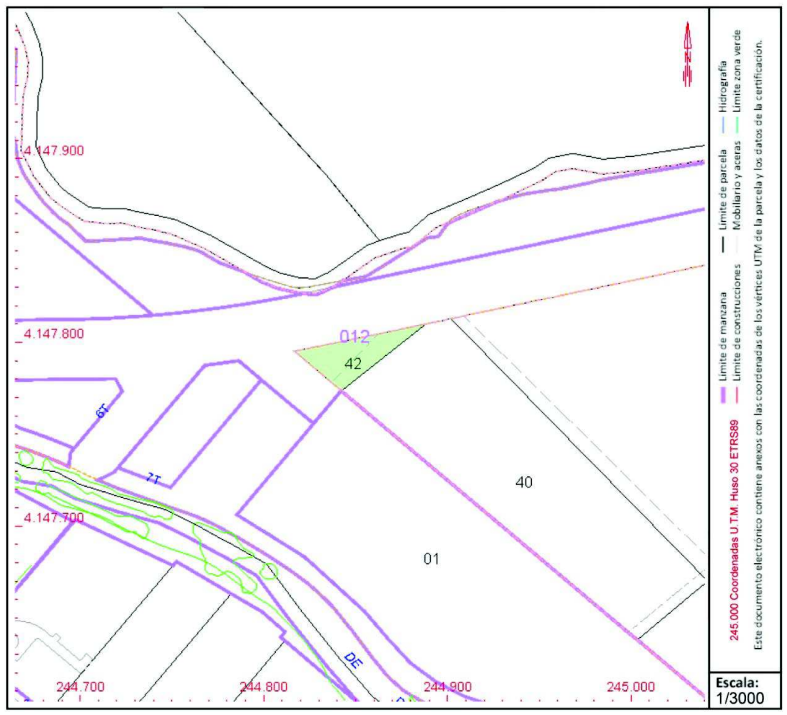 N
4.147.900
4.147.800
012
42
6T
7T
40
4.147.700
01
DE
244.700
244.800
244.900
245.000
Límite de manzana
Límite de parcela
Hidrografía
Límite de construcciones
Mobiliario y aceras
Límite zona verde
245.000 Coordenadas U.T.M. Huso 30 ETRS89
Este documento electrónico contiene anexos con las coordenadas de los vértices UTM de la parcela y los datos de la certificación.
Escala:
1/3000